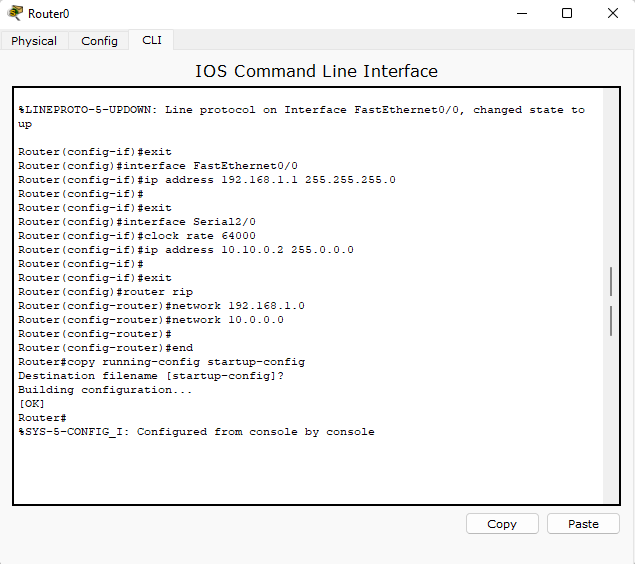 Router0
Physical Config CLI
IOS Command Line Interface
%LINEPROTO-5-UPDOWN: Line protocol on Interface FastEthernet0/0, changed state to
up
Router(config-if)#exit
Router(config)#interface FastEthernet0/0
Router(config-if)#ip address 192.168.1.1 255.255.255.0
Router(config-if)#
Router(config-if)#exit
Router(config)#interface Serial2/0
Router(config-if)#clock rate 64000
Router(config-if)#ip address 10.10.0.2 255.0.0.0
Router(config-if)#
Router(config-if)#exit
Router(config)#router rip
Router(config-router)#network 192.168.1.0
Router(config-router)#network 10.0.0.0
Router(config-router)#
Router(config-router)#end
Router#copy running-config startup-config
Destination filename [startup-config]?
Building configuration...
[OK]
Router#
%SYS-5-CONFIG_I: Configured from console by console
Copy Paste